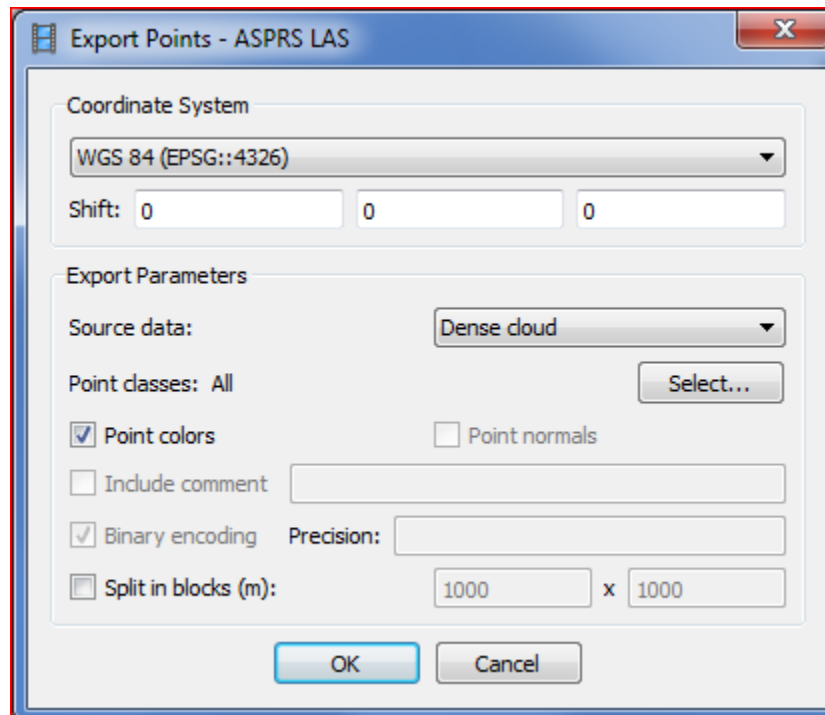 Export Points - ASPRS LAS
Coordinate System
WGS 84 (EPSG::4326)
Shift: 0 0 0
Export Parameters
Source data: Dense cloud
Point classes: All Select...
Point colors Point normals
Include comment
Binary encoding Precision:
Split in blocks (m): 1000 x 1000
OK Cancel